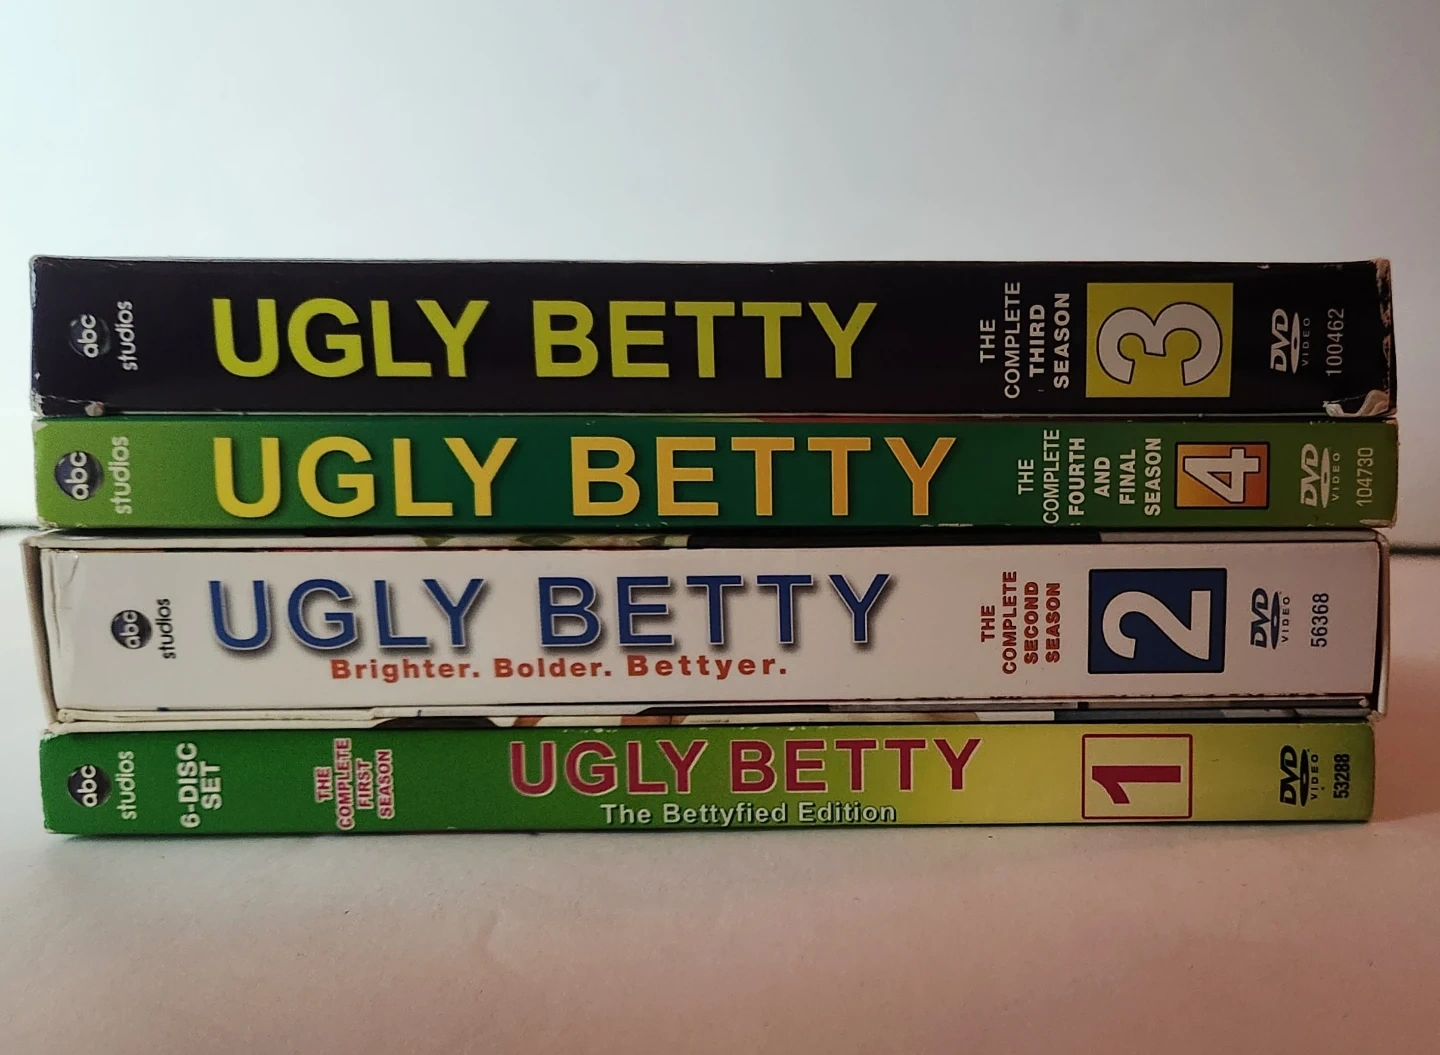 abc
studios
UGLY BETTY
THE
COMPLETE
THIRD
SEASON
3
DVD
VIDEO
100462
abc
studios
UGLY BETTY
THE
COMPLETE
FOURTH
AND
FINAL
SEASON
4
DVD
VIDEO
104730
abc
studios
UGLY BETTY
Brighter. Bolder. Bettyer.
THE
COMPLETE
SECOND
SEASON
2
DVD
VIDEO
56368
abc
studios
6-DISC
SET
THE
COMPLETE
FIRST
SEASON
UGLY BETTY
The Bettyfied Edition
1
DVD
VIDEO
53288